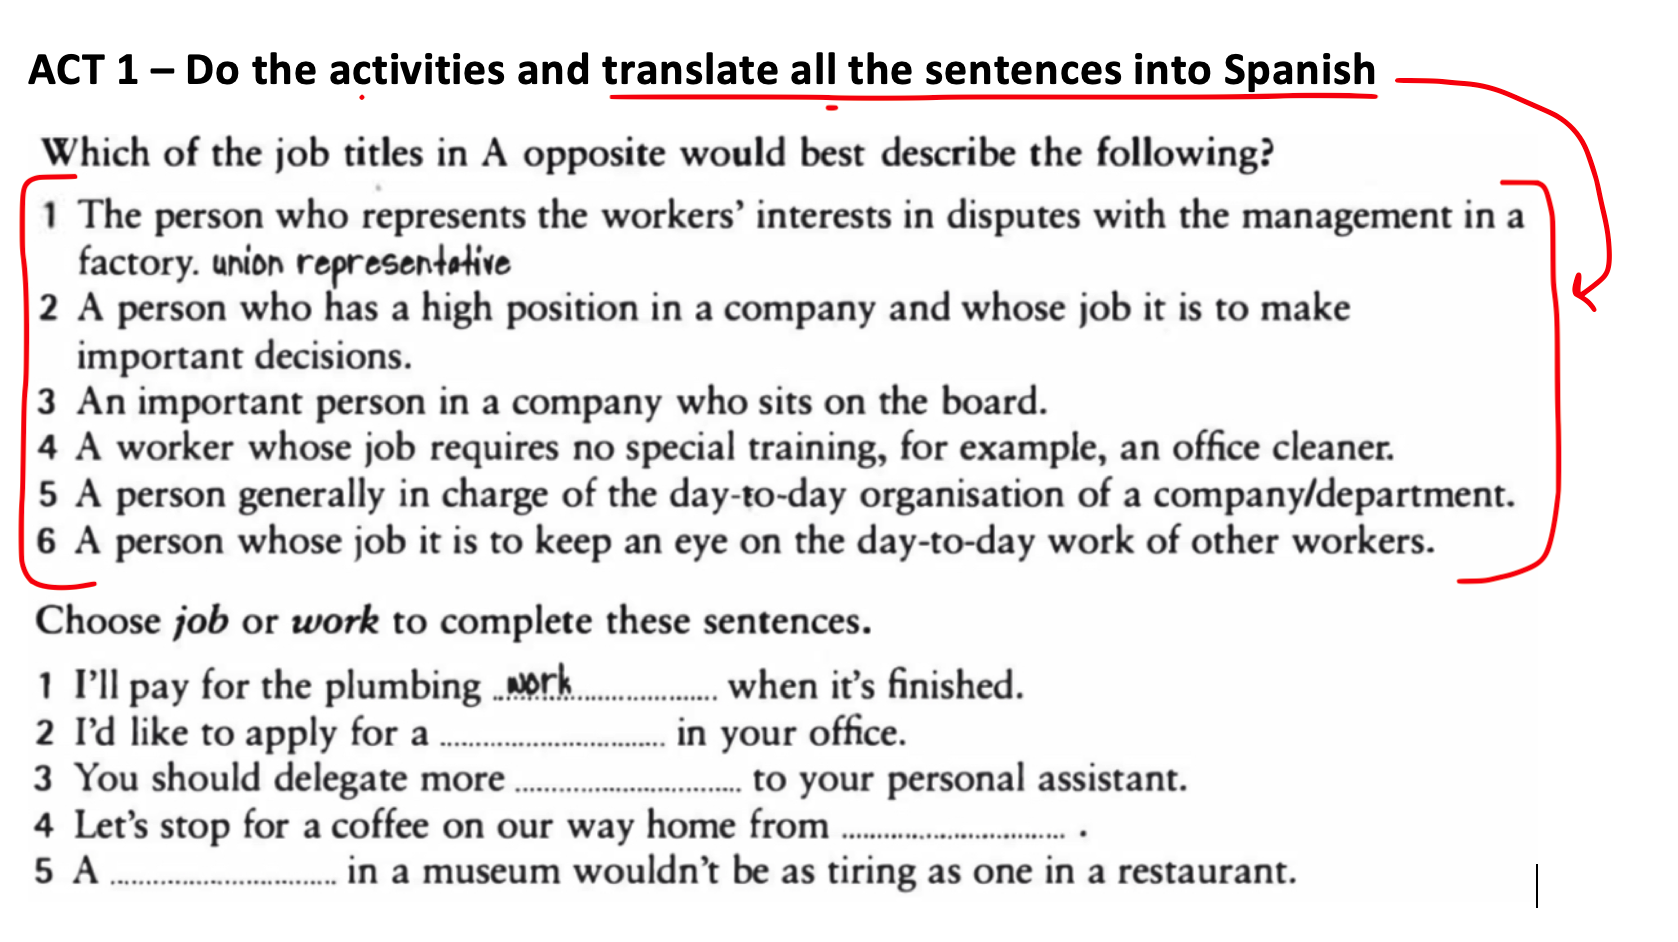 ACT 1 – Do the activities and translate all the sentences into Spanish
Which of the job titles in A opposite would best describe the following?
1 The person who represents the workers’ interests in disputes with the management in a
factory. union representative
2 A person who has a high position in a company and whose job it is to make
important decisions.
3 An important person in a company who sits on the board.
4 A worker whose job requires no special training, for example, an office cleaner.
5 A person generally in charge of the day-to-day organisation of a company/department.
6 A person whose job it is to keep an eye on the day-to-day work of other workers.
Choose job or work to complete these sentences.
1 I’ll pay for the plumbing ..work.................. when it’s finished.
2 I’d like to apply for a ............................ in your office.
3 You should delegate more ............................ to your personal assistant.
4 Let’s stop for a coffee on our way home from ............................ .
5 A ............................ in a museum wouldn’t be as tiring as one in a restaurant.